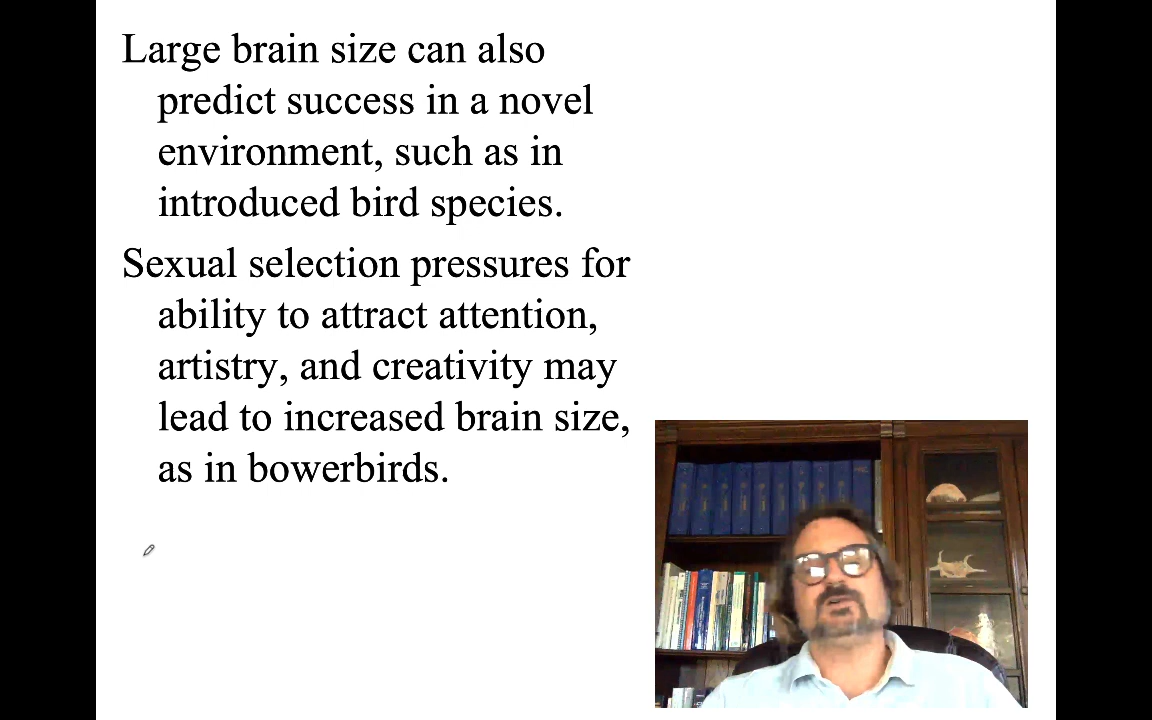 Large brain size can also
predict success in a novel
environment, such as in
introduced bird species.
Sexual selection pressures for
ability to attract attention,
artistry, and creativity may
lead to increased brain size,
as in bowerbirds.